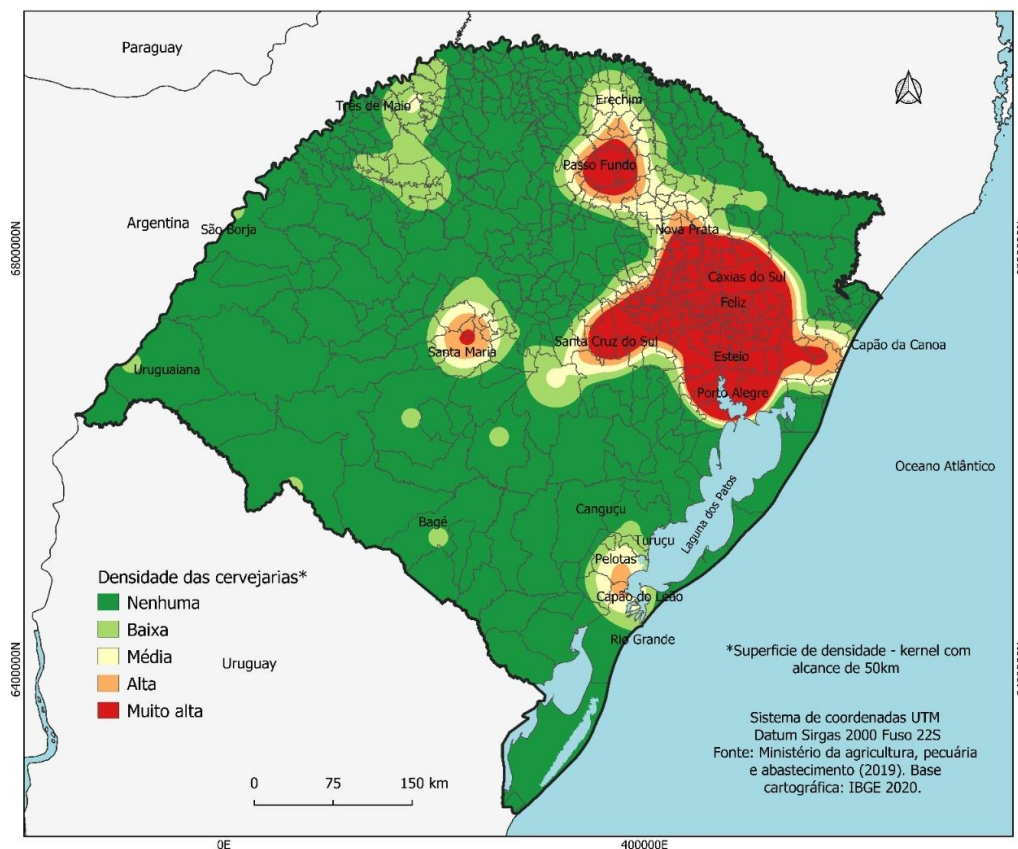 Paraguay
Três de Maio
Erechim
Passo Fundo
Argentina
São Borja
Nova Prata
Caxias do Sul
Feliz
Santa Maria
Santa Cruz do Sul
Esteio
Capão da Canoa
Uruguaiana
Porto Alegre
Oceano Atlântico
Laguna dos Patos
Canguçu
Bagé
Turuçu
Pelotas
Capão do Leão
Rio Grande
Uruguay
6800000N
6400000N
Densidade das cervejarias*
Nenhuma
Baixa
Média
Alta
Muito alta
*Superficie de densidade - kernel com
alcance de 50km
Sistema de coordenadas UTM
Datum Sirgas 2000 Fuso 22S
Fonte: Ministério da agricultura, pecuária
e abastecimento (2019). Base
cartográfica: IBGE 2020.
0 75 150 km
0E 400000E